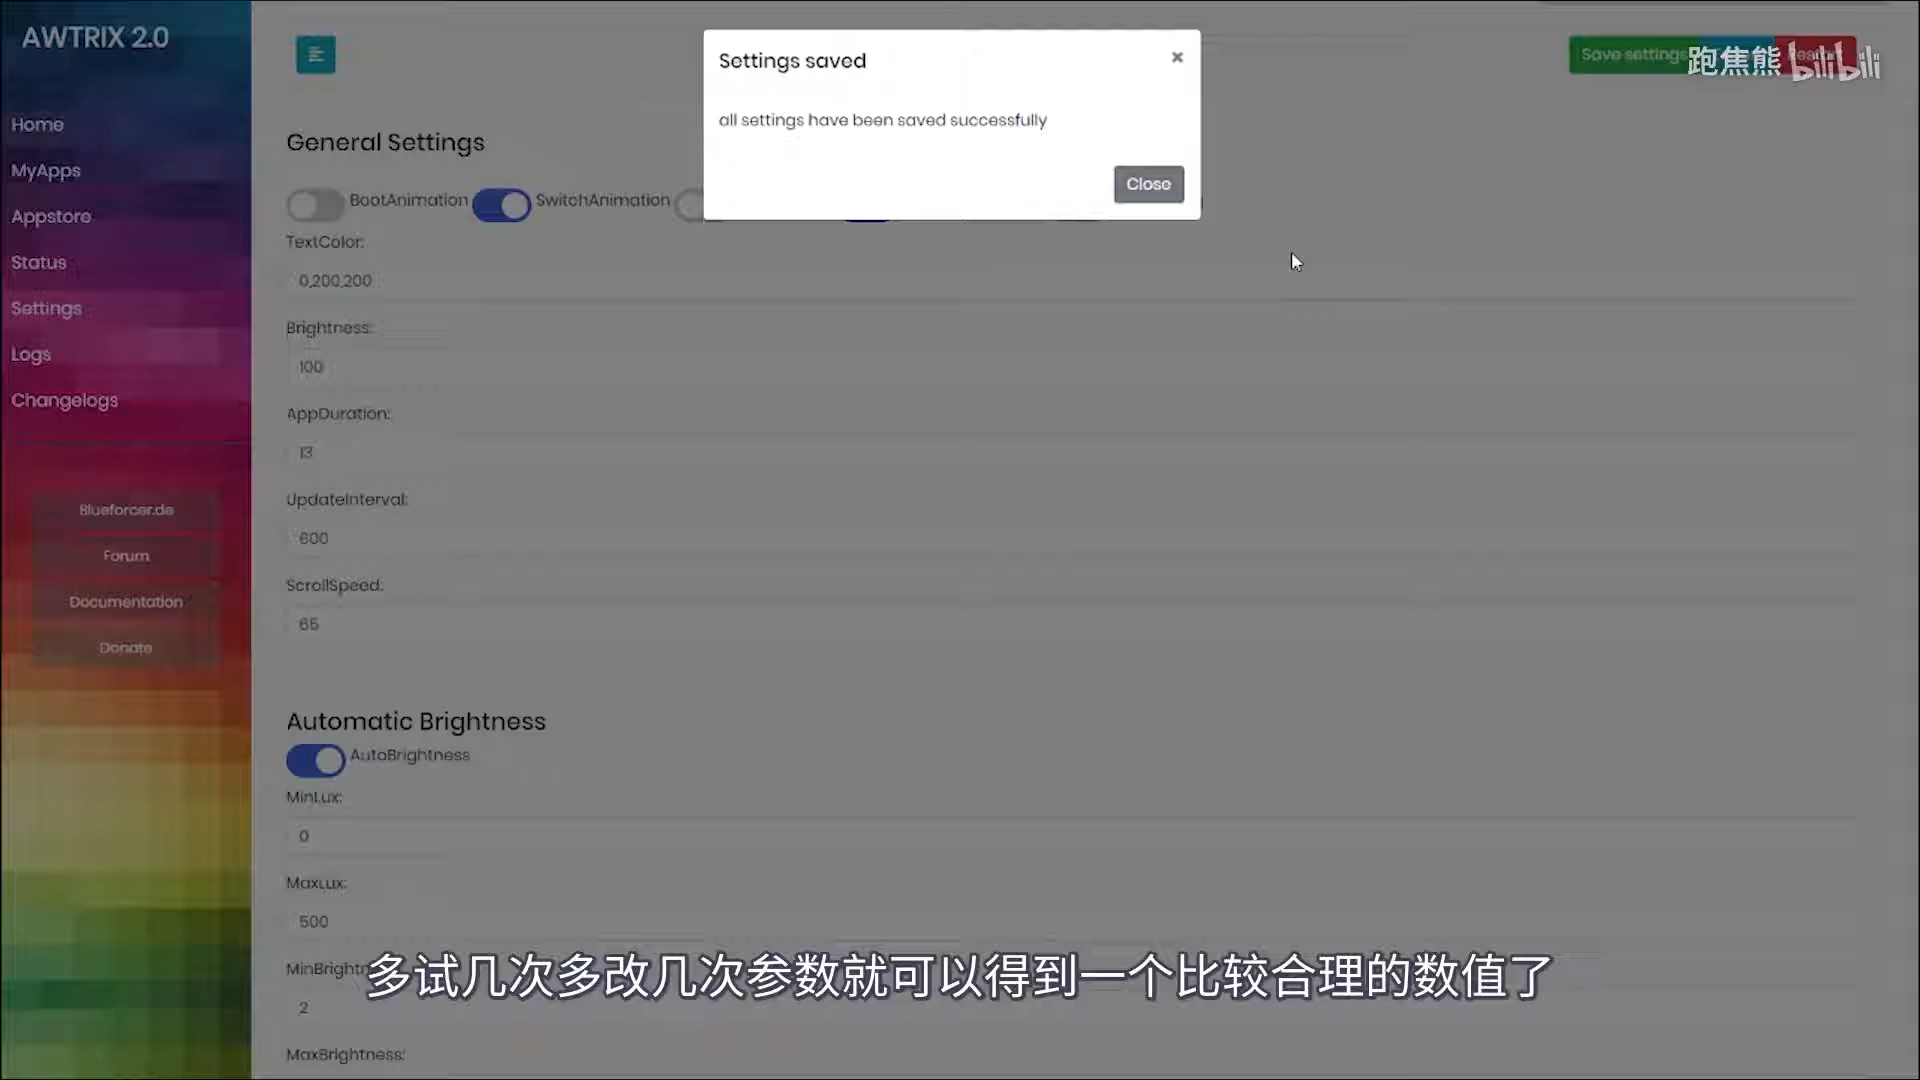 AWTRIX 2.0
Home
MyApps
Appstore
Status
Settings
Logs
Changelogs
Blueforcer.de
Forum
Documentation
Donate
Settings saved
×
all settings have been saved successfully
Close
Save settings
跑焦熊 bilibili
General Settings
BootAnimation
SwitchAnimation
TextColor:
0,200,200
Brightness:
100
AppDuration:
13
UpdateInterval:
600
ScrollSpeed:
65
Automatic Brightness
AutoBrightness
MinLux:
0
MaxLux:
500
多试几次多改几次参数就可以得到一个比较合理的数值了
2
MaxBrightness: